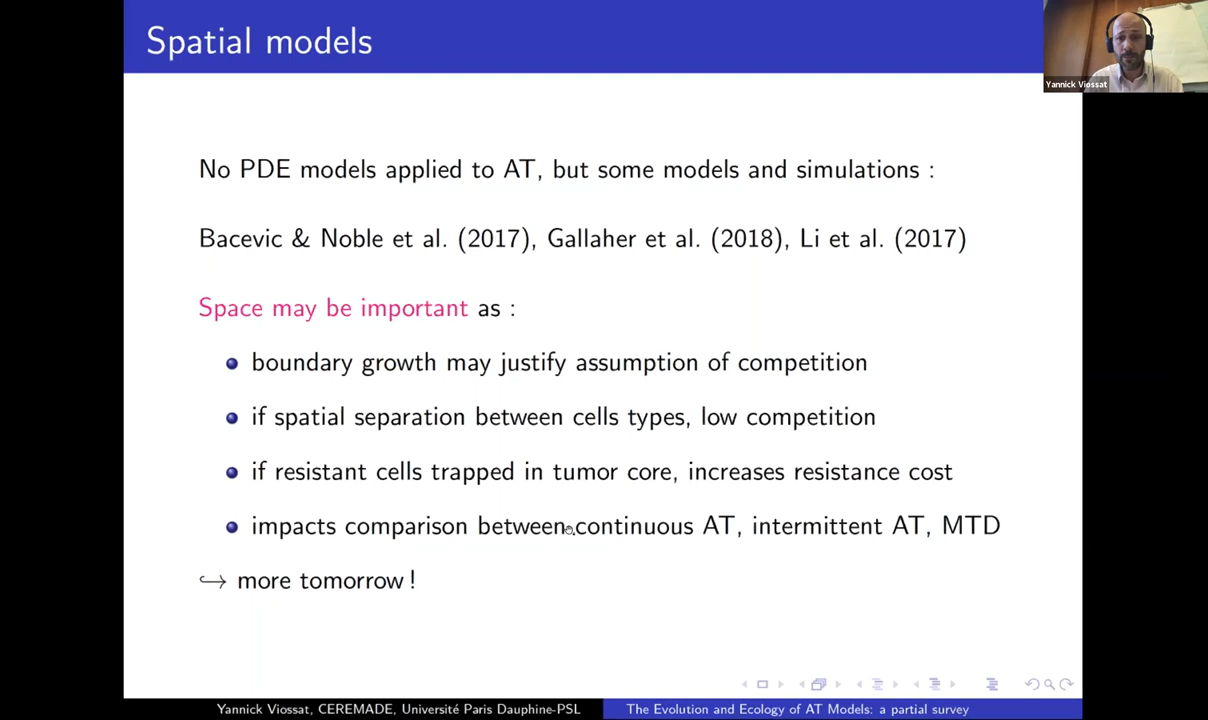 Spatial models
Yannick Viossat
No PDE models applied to AT, but some models and simulations :
Bacevic & Noble et al. (2017), Gallaher et al. (2018), Li et al. (2017)
Space may be important as :
boundary growth may justify assumption of competition
if spatial separation between cells types, low competition
if resistant cells trapped in tumor core, increases resistance cost
impacts comparison between continuous AT, intermittent AT, MTD
↪ more tomorrow !
Yannick Viossat, CEREMADE, Université Paris Dauphine-PSL
The Evolution and Ecology of AT Models: a partial survey